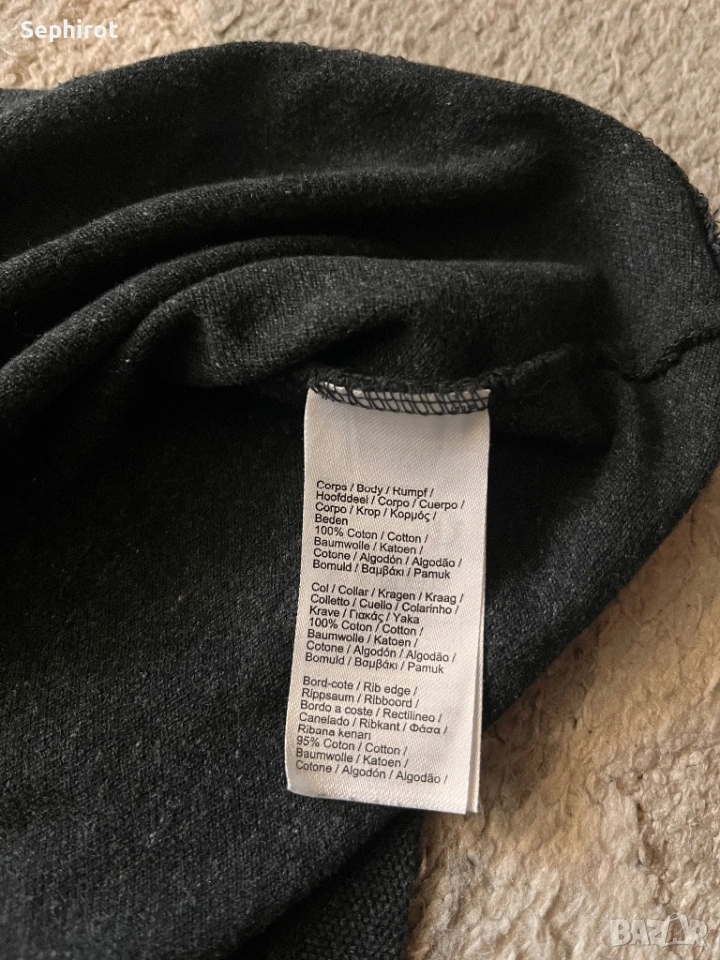 Sephirot
Corps / Body / Rumpf /
Hoofddeel / Corpo / Cuerpo /
Corpo / Krop / Κορμός /
Beden
100% Coton / Cotton /
Baumwolle / Katoen /
Cotone / Algodón / Algodão /
Bomuld / Βαμβάκι / Pamuk
Col / Collar / Kragen / Kraag /
Colletto / Cuello / Colarinho /
Krave / Γιακάς / Yaka
100% Coton / Cotton /
Baumwolle / Katoen /
Cotone / Algodón / Algodão /
Bomuld / Βαμβάκι / Pamuk
Bord-cote / Rib edge /
Rippsaum / Ribboord /
Bordo a coste / Rectilineo /
Canelado / Ribkant / Φάσα /
Ribana kenarı
95% Coton / Cotton /
Baumwolle / Katoen /
Cotone / Algodón / Algodão /
BAZAR